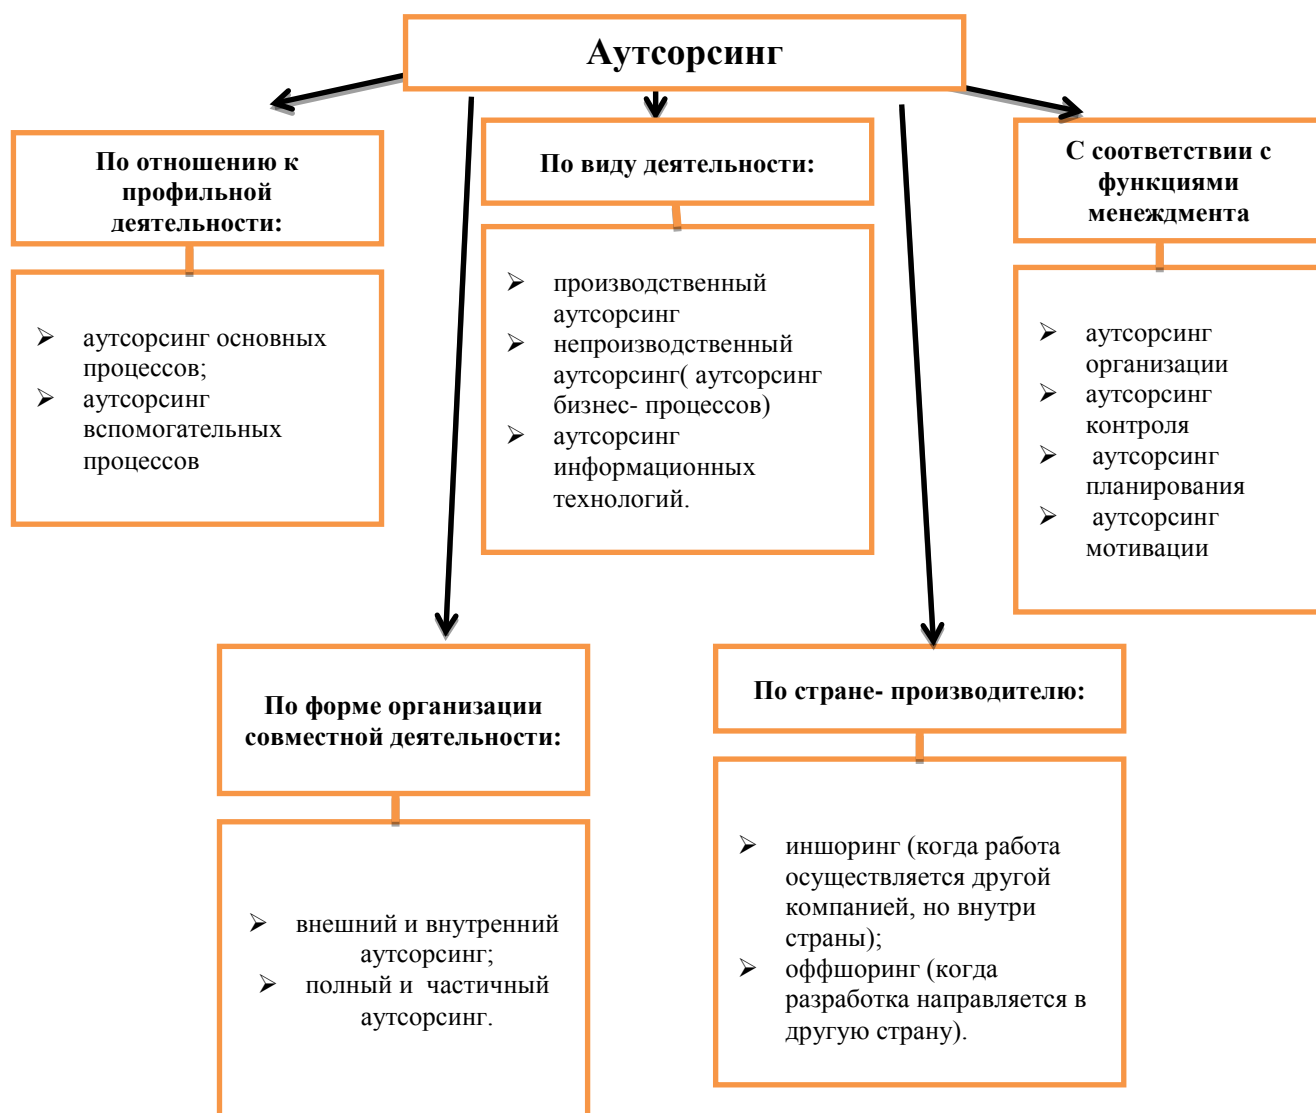 Аутсорсинг
По отношению к
профильной
деятельности:
➢ аутсорсинг основных
процессов;
➢ аутсорсинг
вспомогательных
процессов
По виду деятельности:
➢ производственный
аутсорсинг
➢ непроизводственный
аутсорсинг( аутсорсинг
бизнес- процессов)
➢ аутсорсинг
информационных
технологий.
С соответствии с
функциями
менеждмента
➢ аутсорсинг
организации
➢ аутсорсинг
контроля
➢ аутсорсинг
планирования
➢ аутсорсинг
мотивации
По форме организации
совместной деятельности:
➢ внешний и внутренний
аутсорсинг;
➢ полный и частичный
аутсорсинг.
По стране- производителю:
➢ иншоринг (когда работа
осуществляется другой
компанией, но внутри
страны);
➢ оффшоринг (когда
разработка направляется в
другую страну).